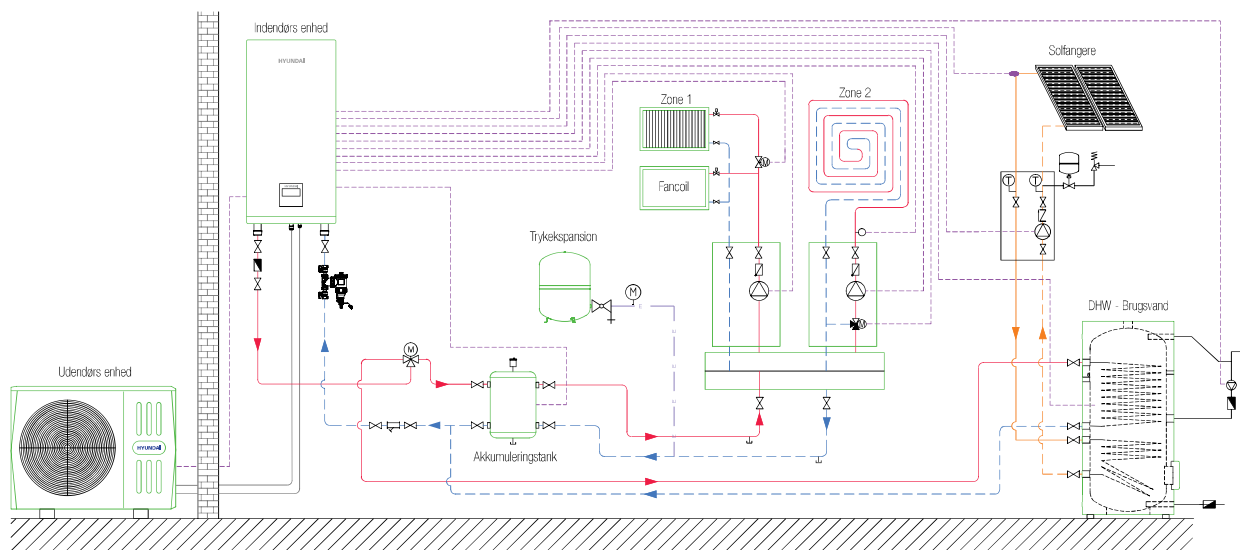 Indendørs enhed
HYUNDAI
Solfangere
Zone 1
Zone 2
Fancoil
T
T
M
Trykekspansion
M
E
E
E
E
E
M
DHW - Brugsvand
M
Udendørs enhed
HYUNDAI
Akkumuleringstank